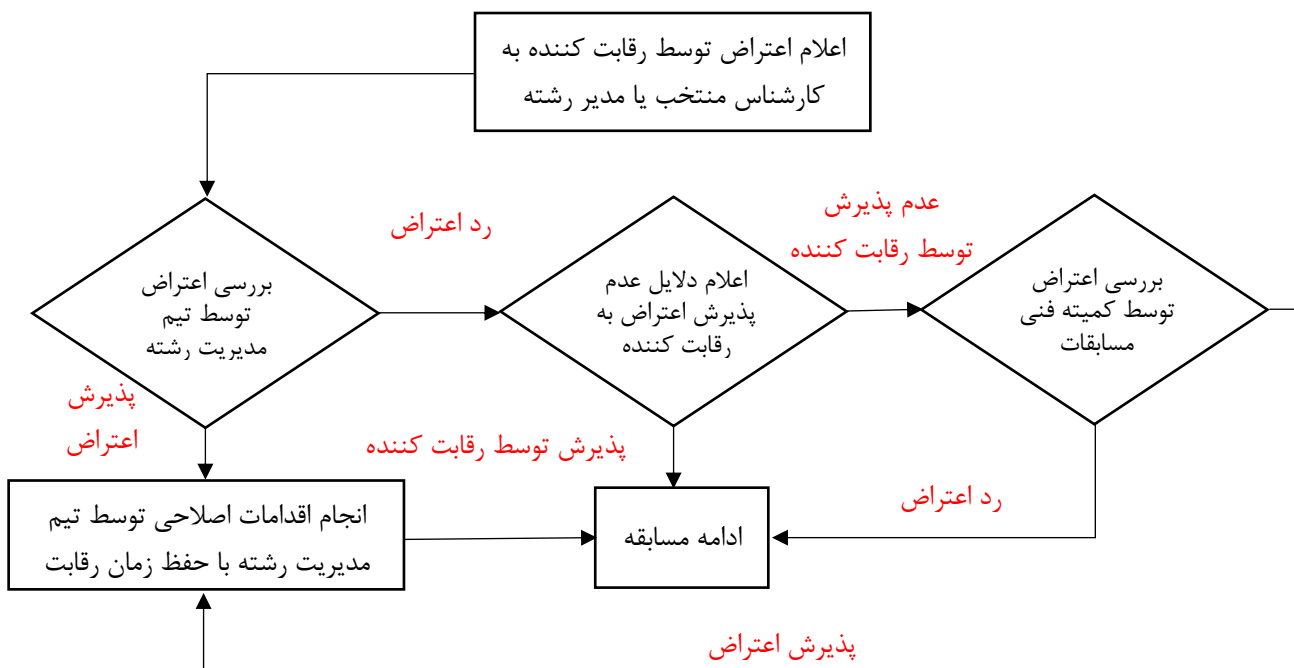 اعلام اعتراض توسط رقابت کننده به
کارشناس منتخب یا مدیر رشته
عدم پذیرش
توسط رقابت کننده
رد اعتراض
بررسی اعتراض
توسط تیم
مدیریت رشته
اعلام دلایل عدم
پذیرش اعتراض به
رقابت کننده
بررسی اعتراض
توسط کمیته فنی
مسابقات
پذیرش
اعتراض
پذیرش توسط رقابت کننده
رد اعتراض
انجام اقدامات اصلاحی توسط تیم
مدیریت رشته با حفظ زمان رقابت
ادامه مسابقه
پذیرش اعتراض